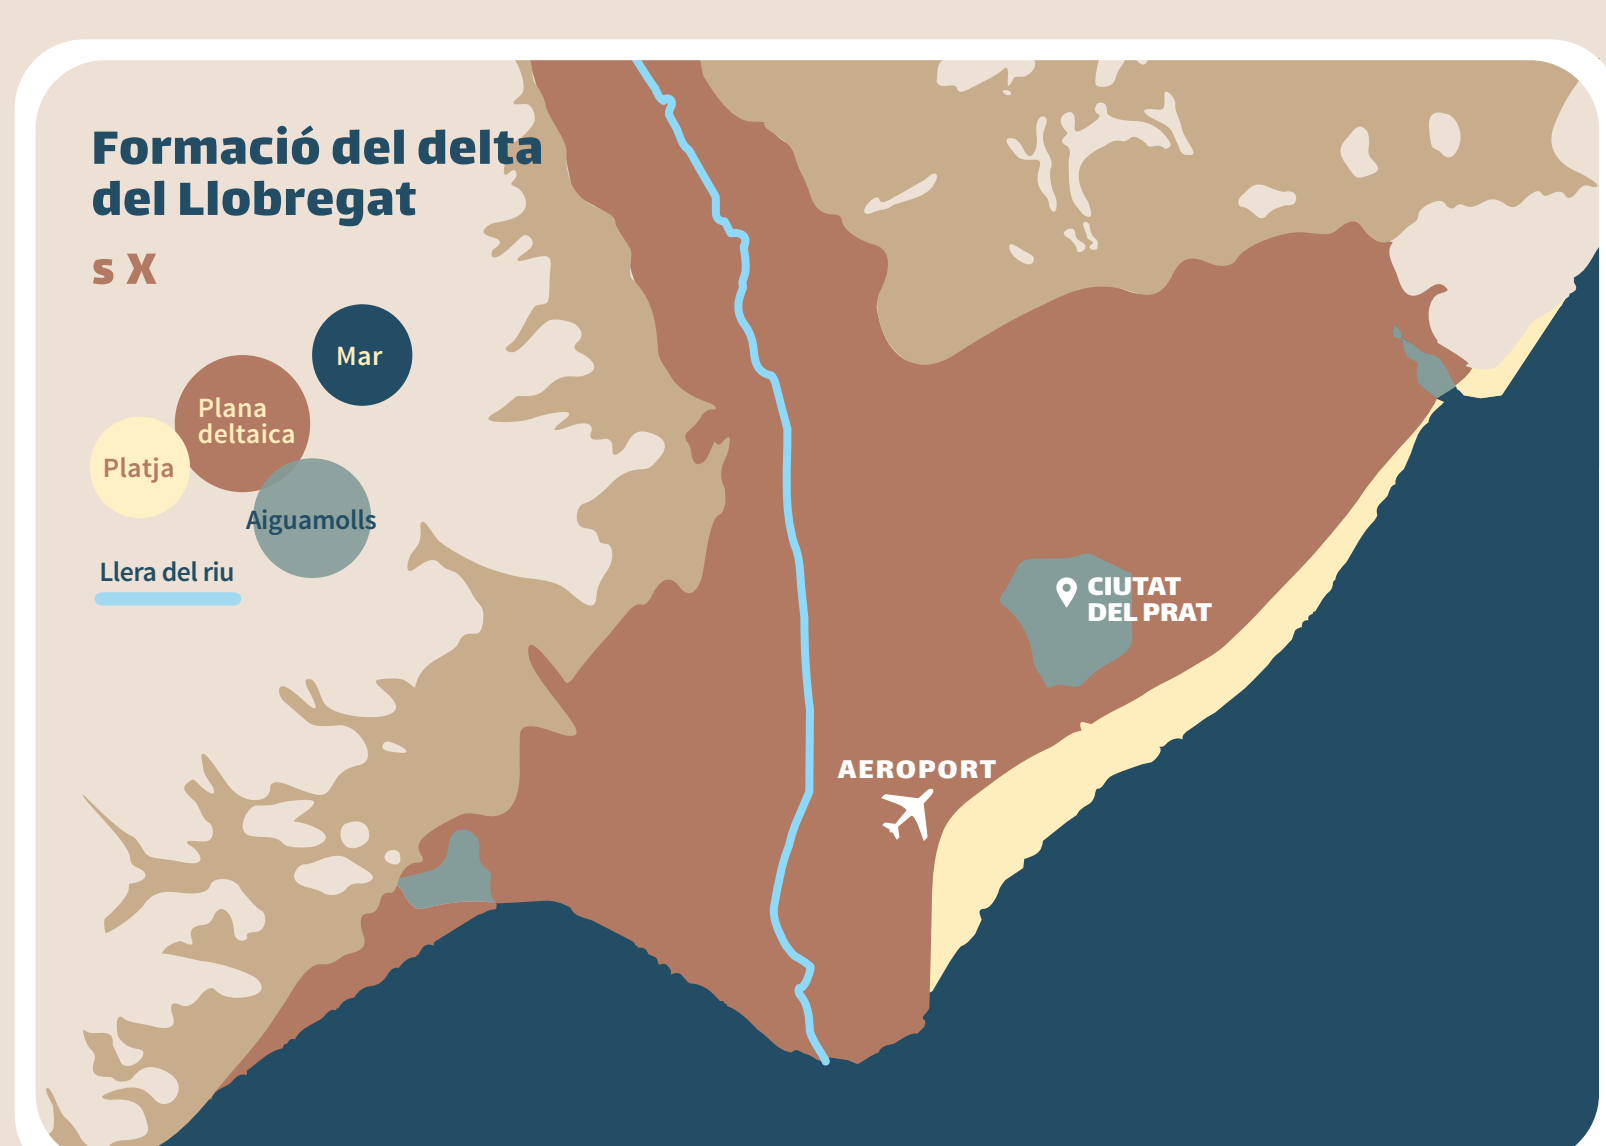 Formació del delta
del Llobregat
s X
Mar
Plana
deltaica
Platja
Aiguamolls
Llera del riu
CIUTAT
DEL PRAT
AEROPORT